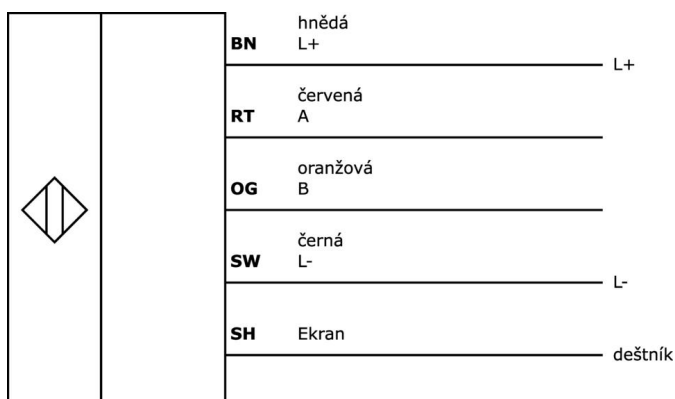 hnědá
BN L+
L+
červená
RT A
oranžová
OG B
černá
SW L-
L-
SH Ekran
deštník